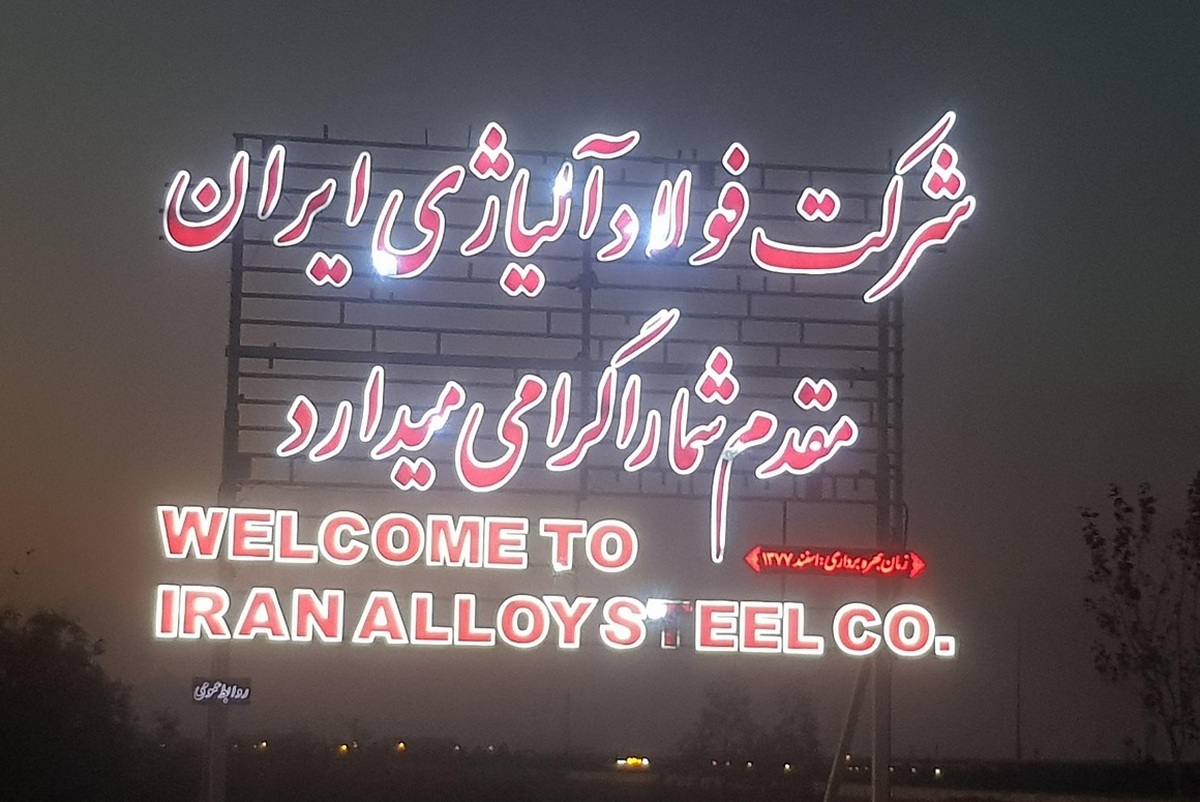 شرکت فولاد آلیاژی ایران
مقدم شما را گرامی میدارد
WELCOME TO
زمان بهره برداری: اسفند ۱۳۷۷
IRAN ALLOY STEEL CO.
روابط عمومی